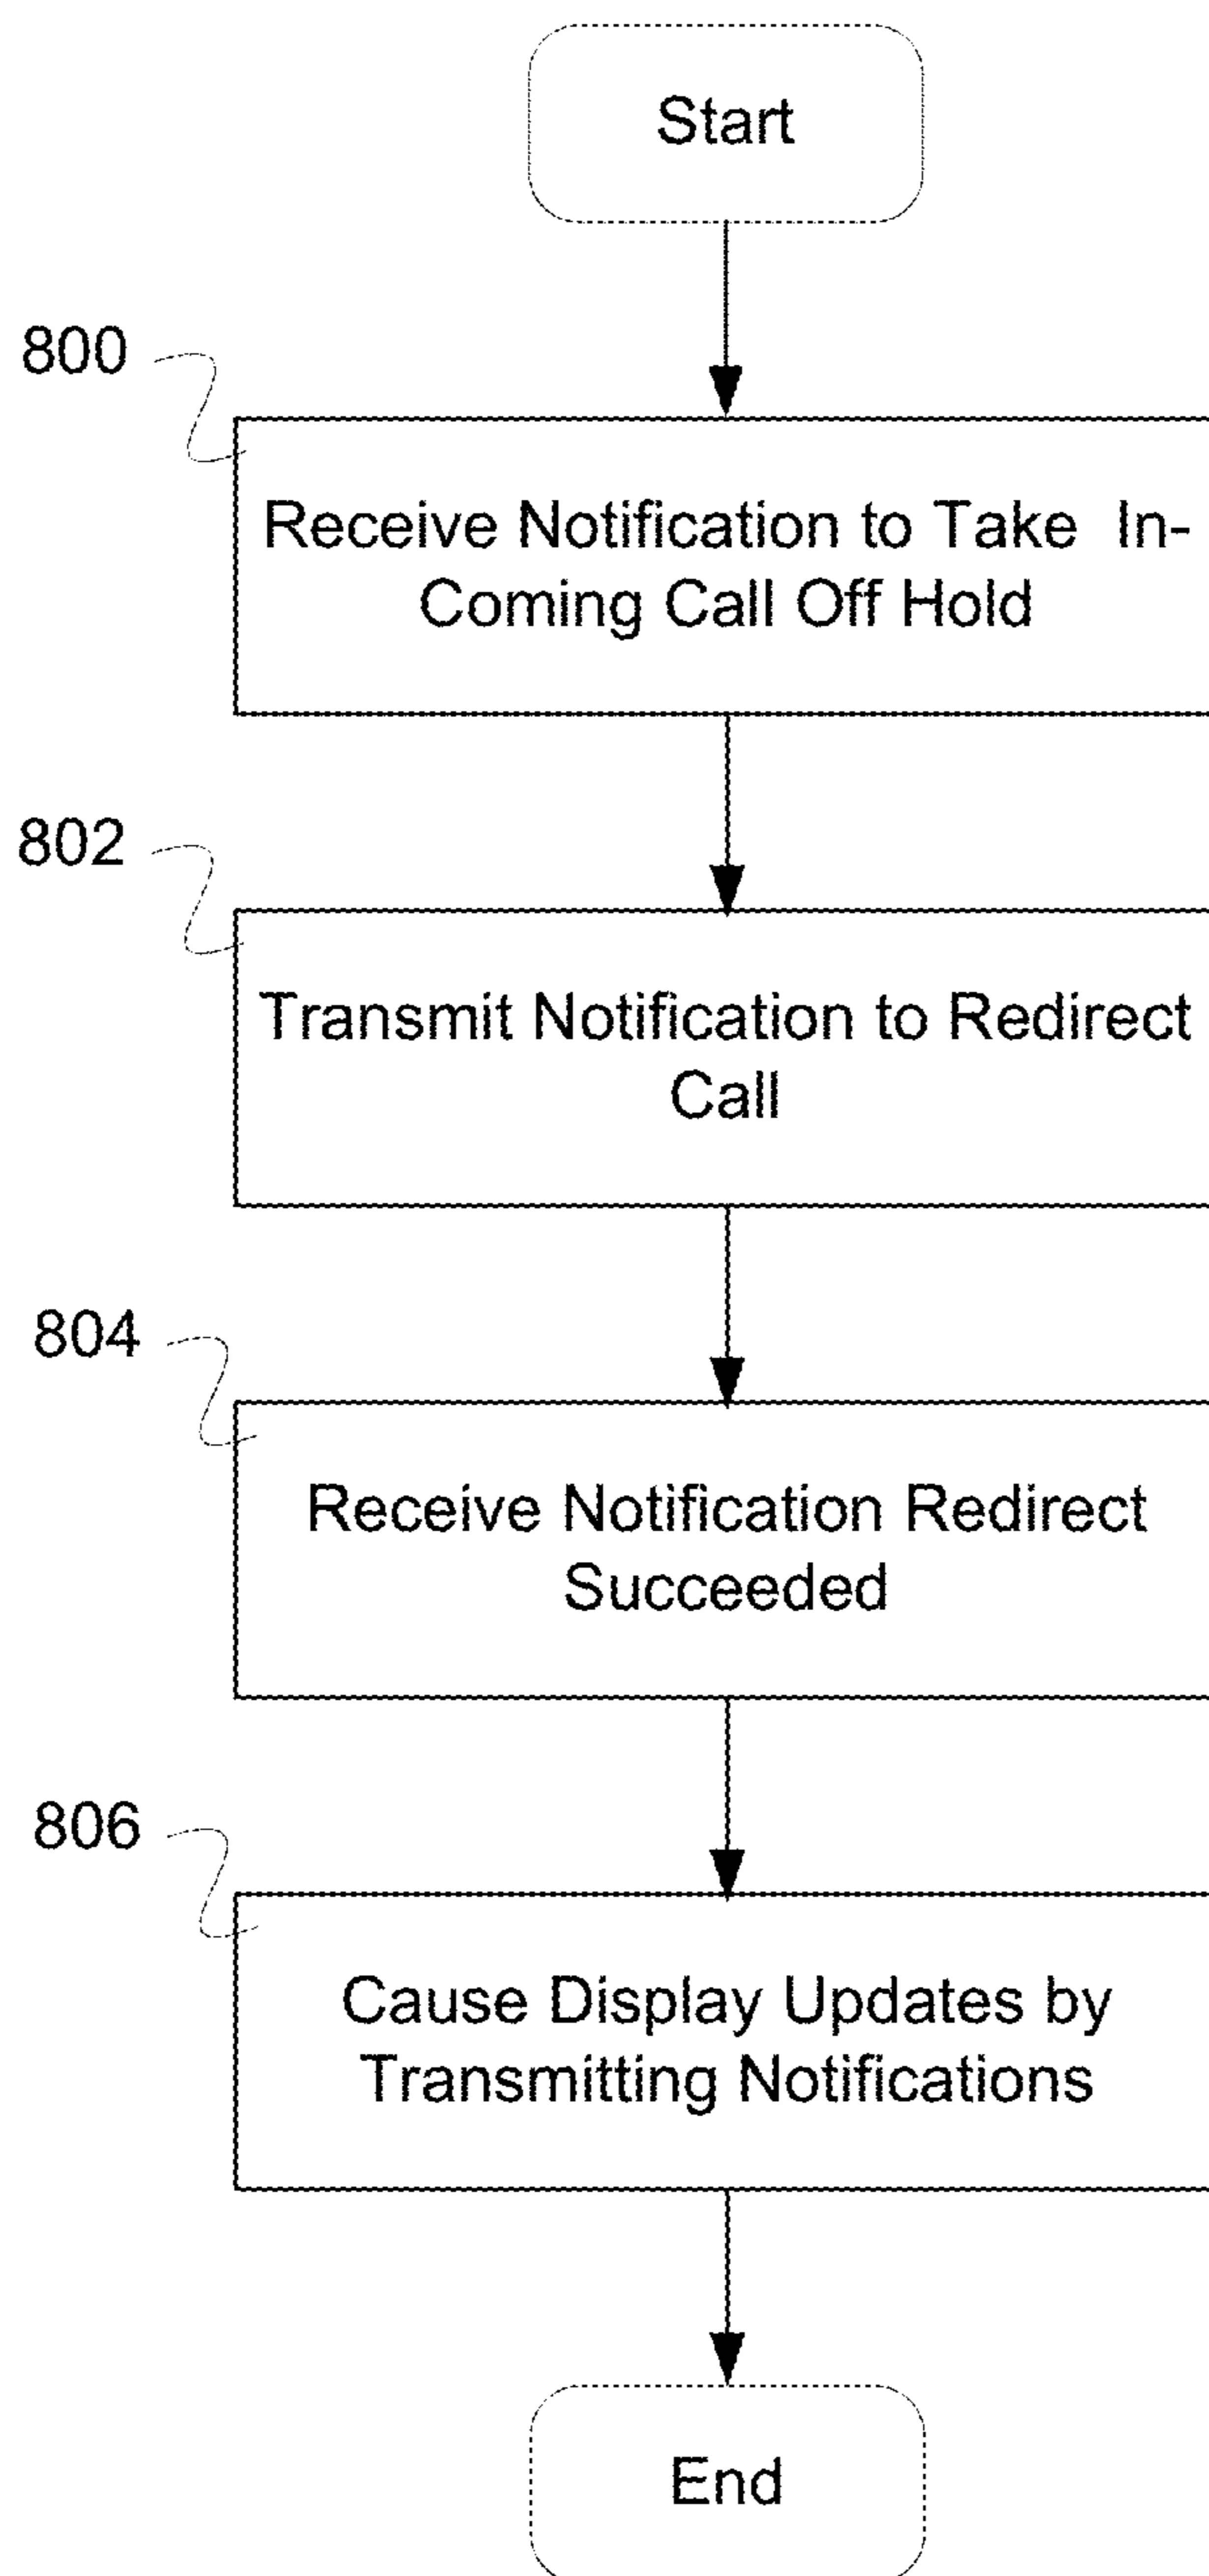 Start
800
Receive Notification to Take In-
Coming Call Off Hold
802
Transmit Notification to Redirect
Call
804
Receive Notification Redirect
Succeeded
806
Cause Display Updates by
Transmitting Notifications
End